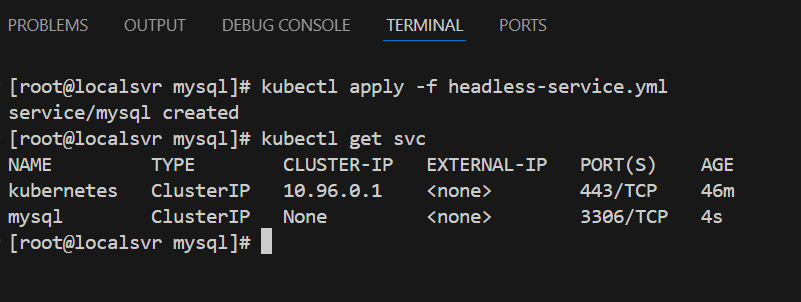 PROBLEMS OUTPUT DEBUG CONSOLE TERMINAL PORTS
[root@localsvr mysql]# kubectl apply -f headless-service.yml
service/mysql created
[root@localsvr mysql]# kubectl get svc
NAME TYPE CLUSTER-IP EXTERNAL-IP PORT(S) AGE
kubernetes ClusterIP 10.96.0.1 <none> 443/TCP 46m
mysql ClusterIP None <none> 3306/TCP 4s
[root@localsvr mysql]#